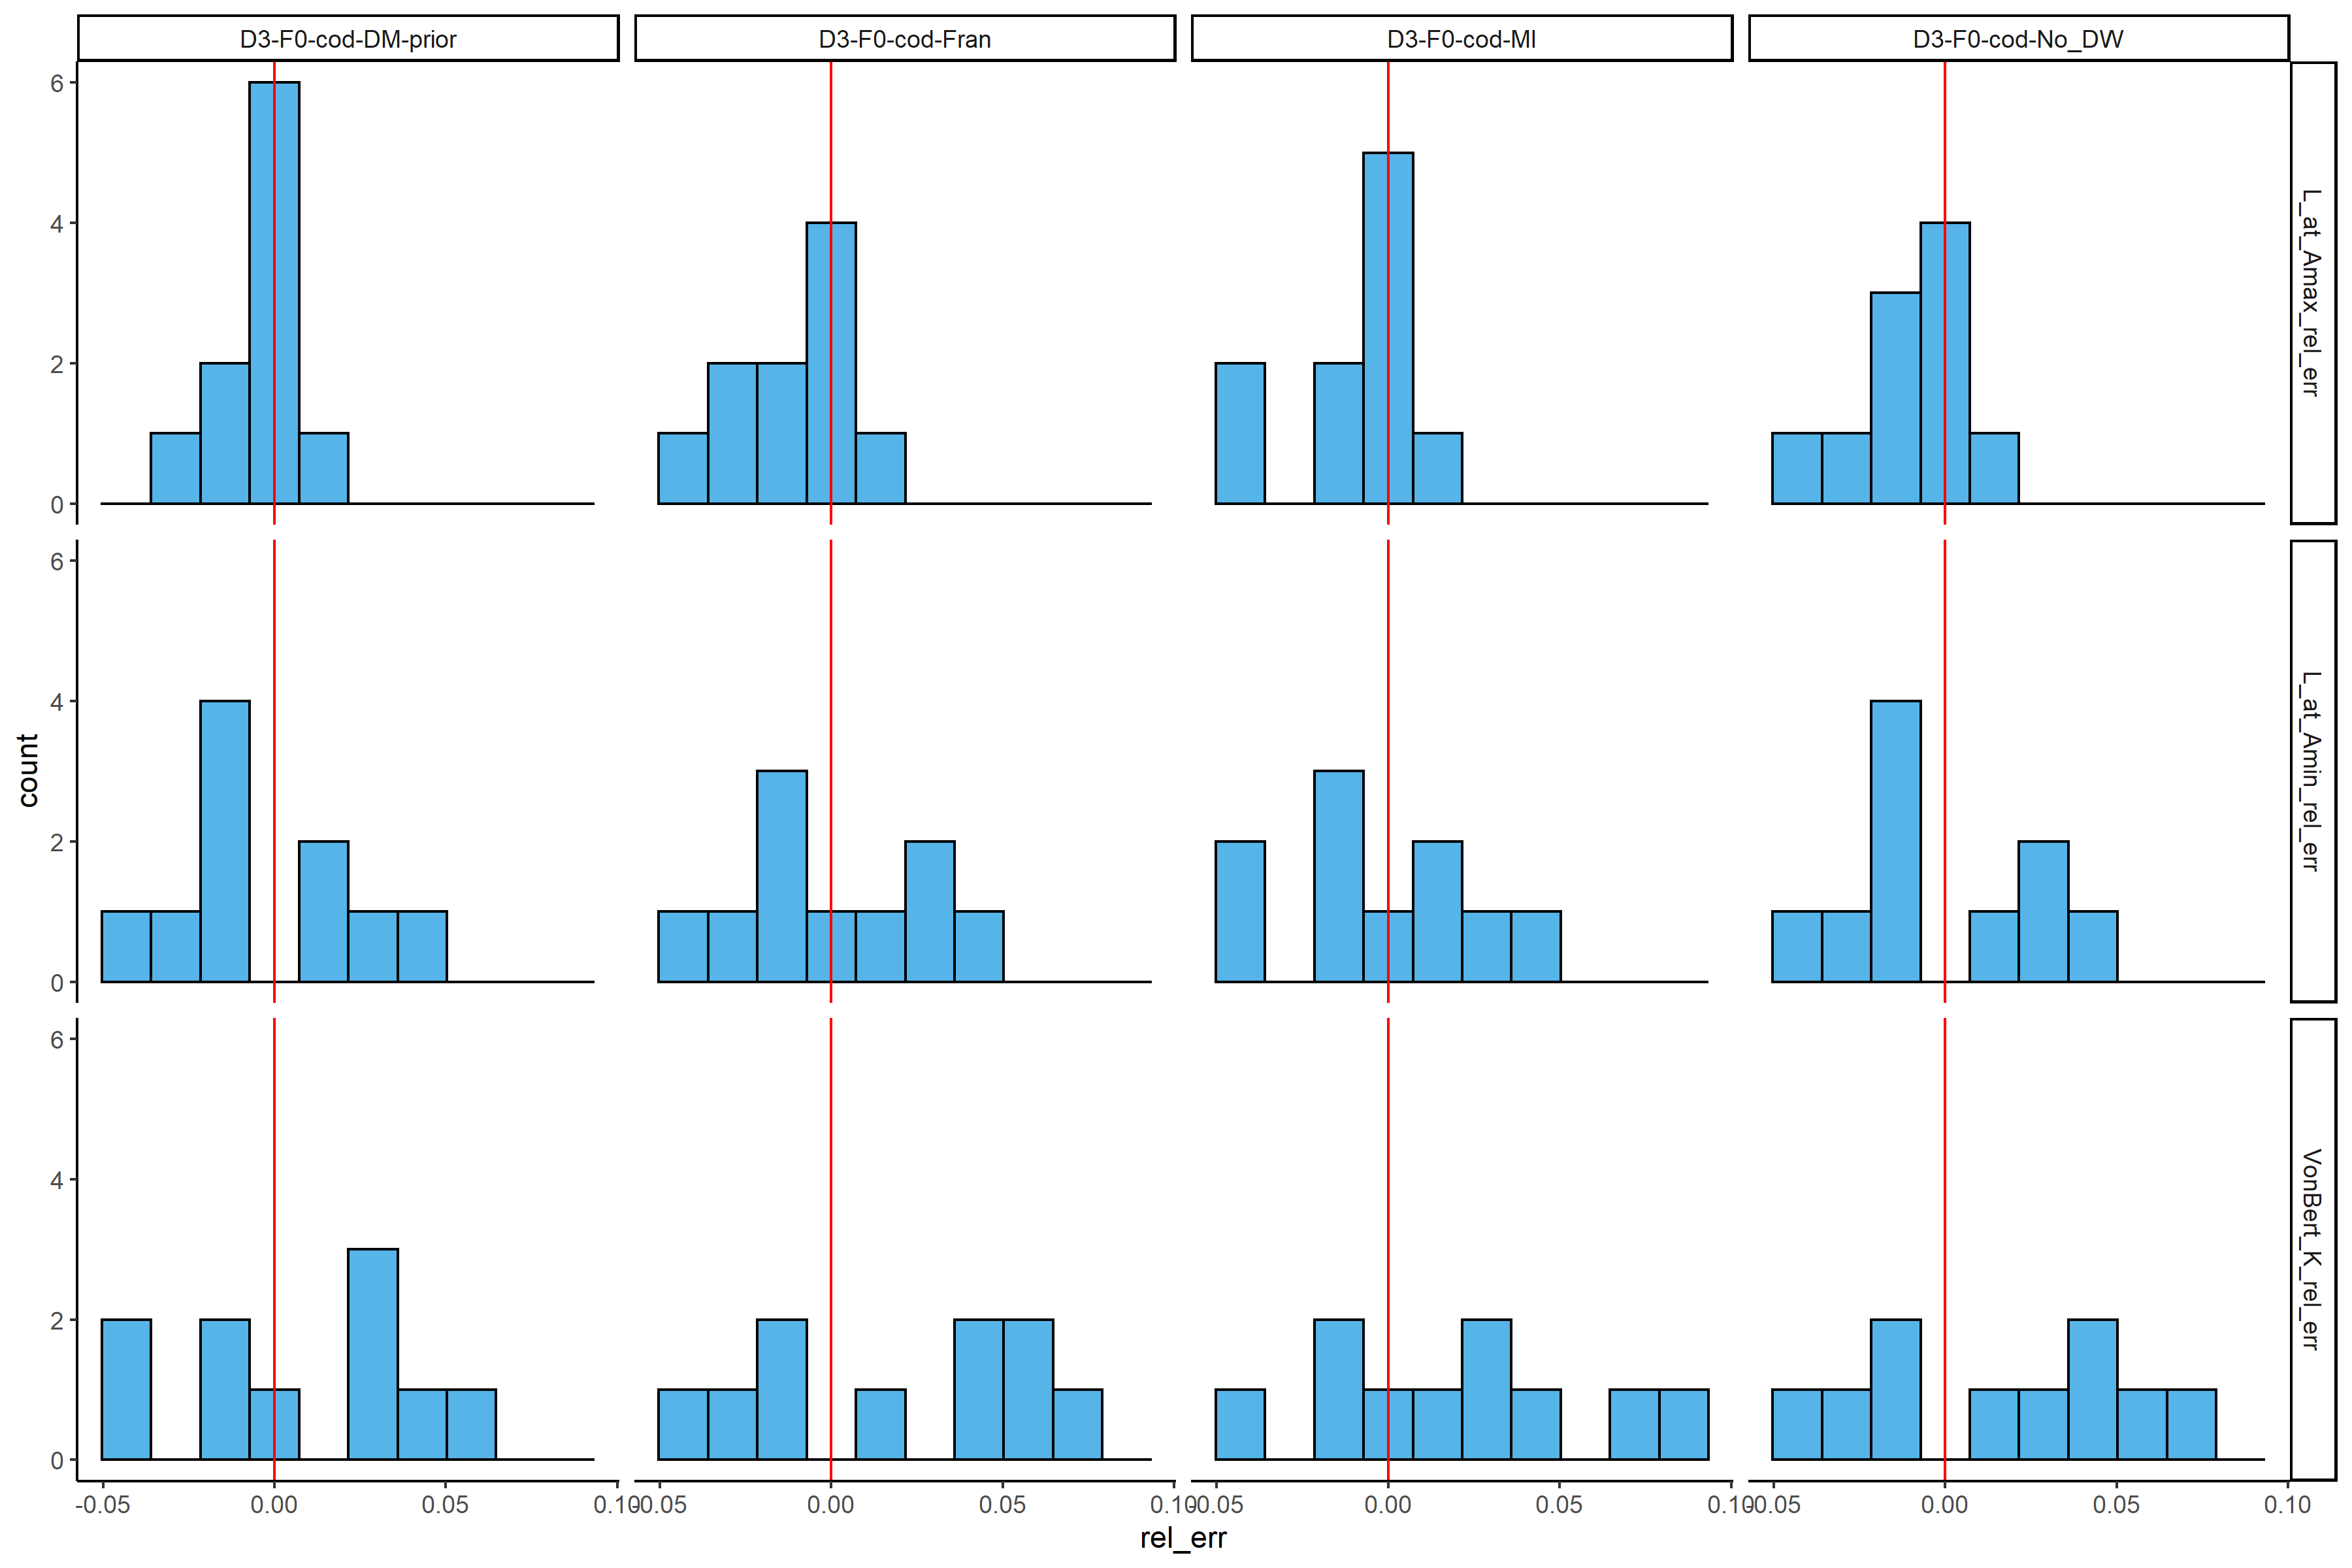 D3-F0-cod-DM-prior D3-F0-cod-Fran D3-F0-cod-MI D3-F0-cod-No_DW
6
4
2
0
L_at_Amax_rel_err
6
4
2
0
L_at_Amin_rel_err
6
4
2
0
VonBert_K_rel_err
count
-0.05 0.00 0.05 0.10 -0.05 0.00 0.05 0.10 -0.05 0.00 0.05 0.10 -0.05 0.00 0.05 0.10
rel_err